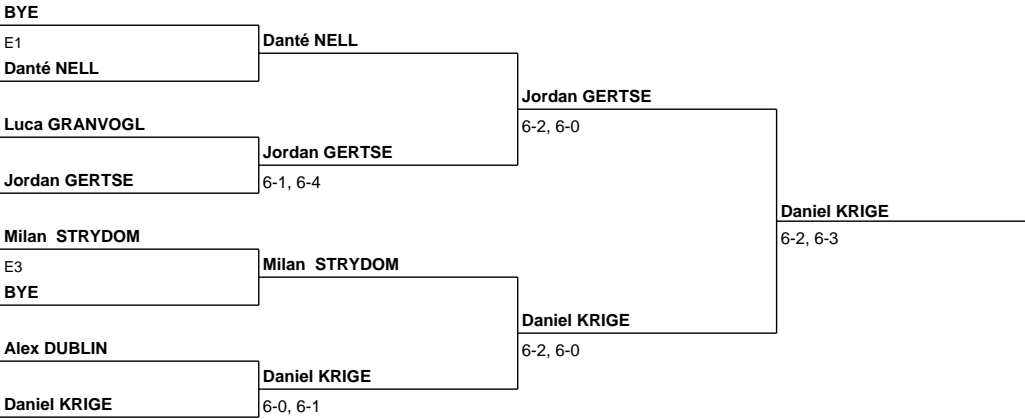 BYE
E1
Danté NELL
Danté NELL
Jordan GERTSE
6-2, 6-0
Luca GRANVOGL
Jordan GERTSE
Jordan GERTSE
6-1, 6-4
Daniel KRIGE
6-2, 6-3
Milan STRYDOM
E3
Milan STRYDOM
BYE
Daniel KRIGE
6-2, 6-0
Alex DUBLIN
Daniel KRIGE
Daniel KRIGE
6-0, 6-1